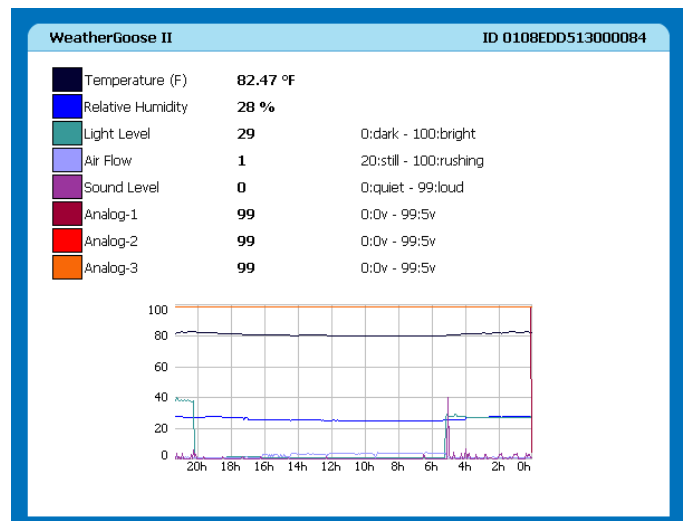 WeatherGoose II ID 0108EDD513000084
Temperature (F) 82.47 ºF
Relative Humidity 28 %
Light Level 29 0:dark - 100:bright
Air Flow 1 20:still - 100:rushing
Sound Level 0 0:quiet - 99:loud
Analog-1 99 0:0v - 99:5v
Analog-2 99 0:0v - 99:5v
Analog-3 99 0:0v - 99:5v
100
80
60
40
20
0
20h 18h 16h 14h 12h 10h 8h 6h 4h 2h 0h